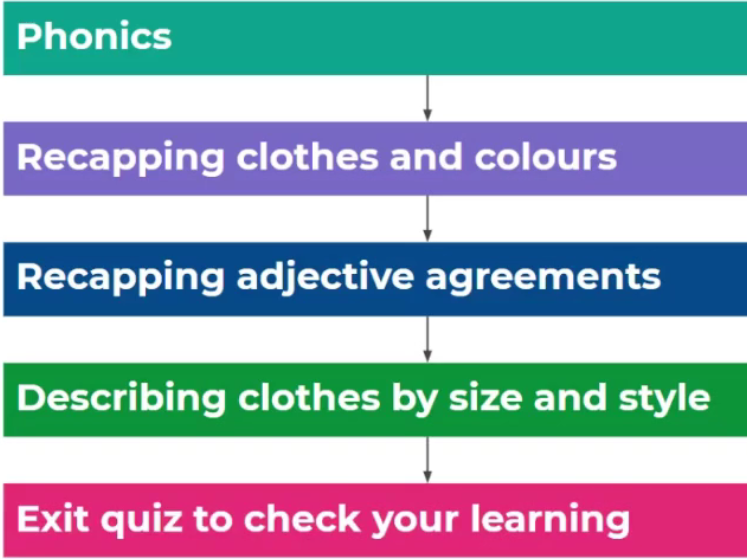 Phonics
Recapping clothes and colours
Recapping adjective agreements
Describing clothes by size and style
Exit quiz to check your learning